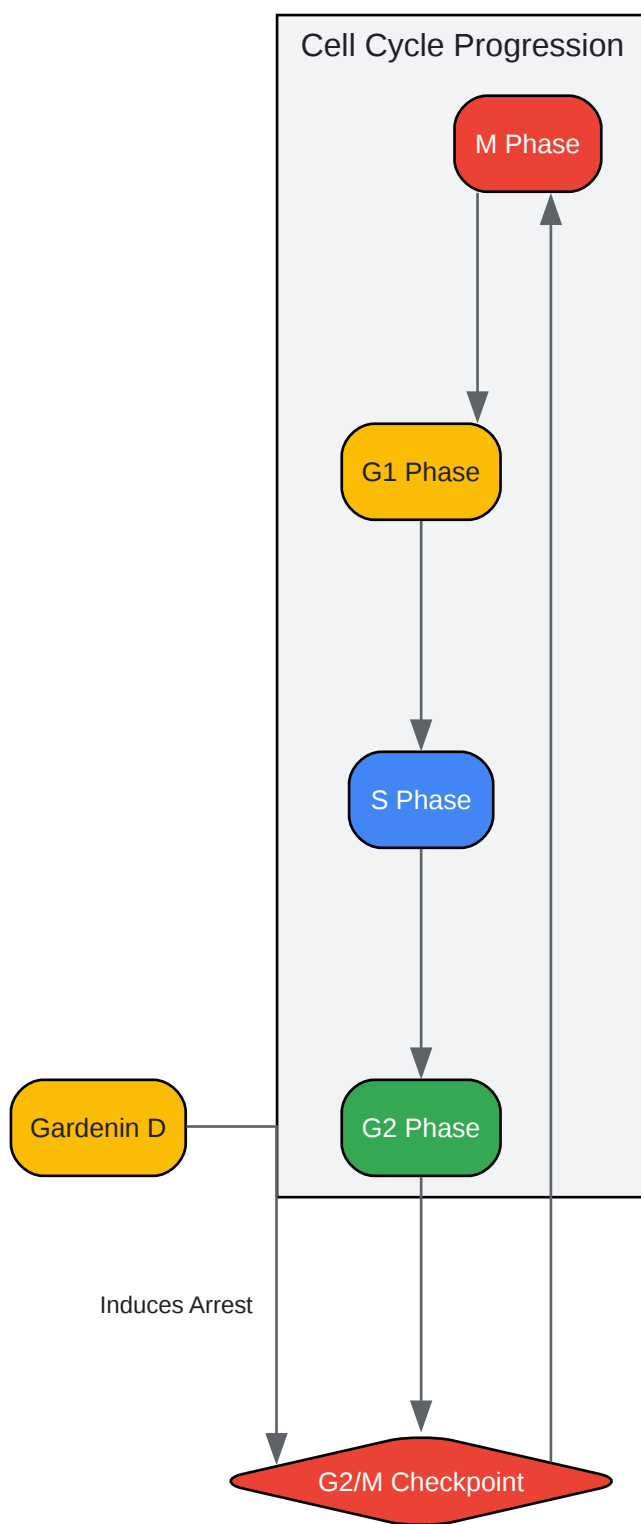 Cell Cycle Progression
M Phase
G1 Phase
S Phase
Gardenin D
G2 Phase
Induces Arrest
G2/M Checkpoint